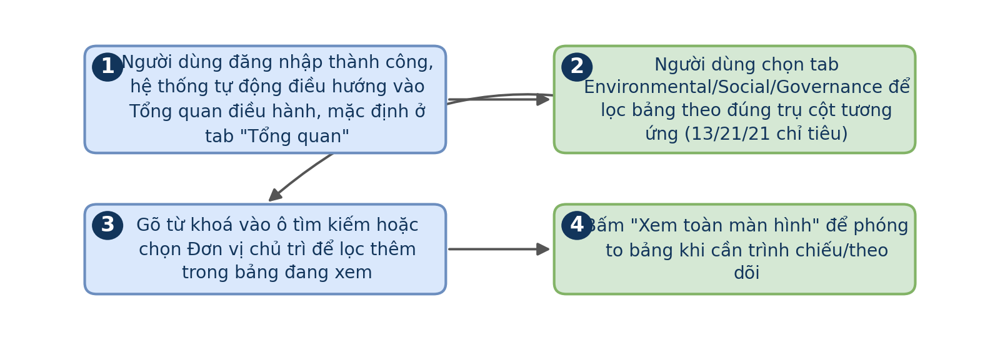 1
Người dùng đăng nhập thành công,
hệ thống tự động điều hướng vào
Tổng quan điều hành, mặc định ở
tab "Tổng quan"
2
Người dùng chọn tab
Environmental/Social/Governance để
lọc bảng theo đúng trụ cột tương
ứng (13/21/21 chỉ tiêu)
3
Gõ từ khoá vào ô tìm kiếm hoặc
chọn Đơn vị chủ trì để lọc thêm
trong bảng đang xem
4
Bấm "Xem toàn màn hình" để phóng
to bảng khi cần trình chiếu/theo
dõi